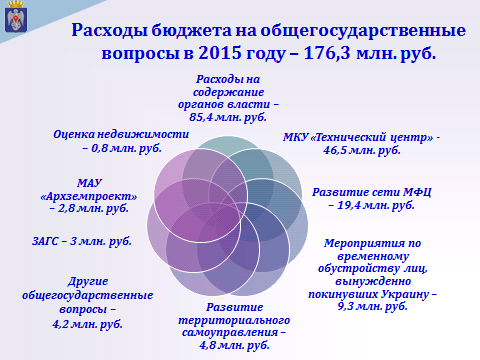 Расходы бюджета на общегосударственные
вопросы в 2015 году – 176,3 млн. руб.
Расходы на
содержание
органов власти –
85,4 млн. руб.
МКУ «Технический центр» -
46,5 млн. руб.
Развитие сети МФЦ
– 19,4 млн. руб.
Мероприятия по
временному
обустройству лиц,
вынужденно
покинувших Украину –
9,3 млн. руб.
Развитие
территориального
самоуправления –
4,8 млн. руб.
Другие
общегосударственные
вопросы –
4,2 млн. руб.
ЗАГС – 3 млн. руб.
МАУ
«Архземпроект»
– 2,8 млн. руб.
Оценка недвижимости
– 0,8 млн. руб.